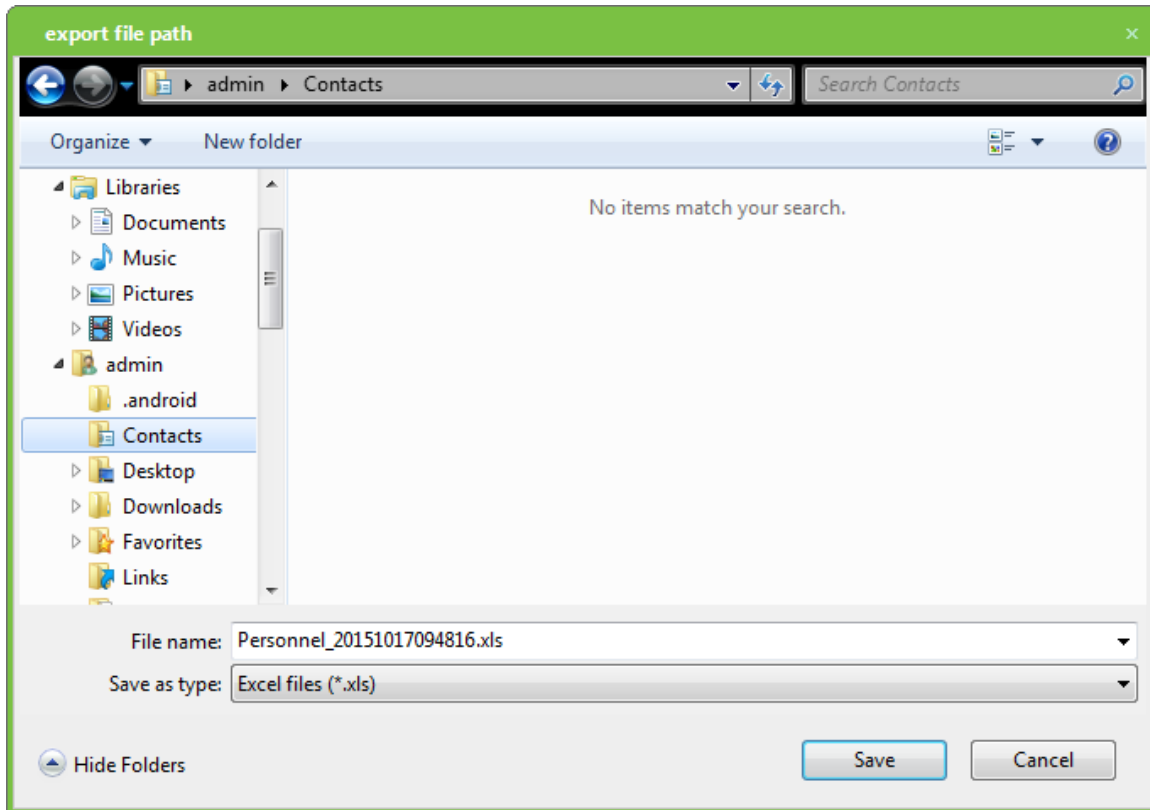 export file path
admin Contacts
Search Contacts
Organize
New folder
Libraries
Documents
Music
Pictures
Videos
admin
.android
Contacts
Desktop
Downloads
Favorites
Links
No items match your search.
File name: Personnel_20151017094816.xls
Save as type: Excel files (*.xls)
Hide Folders
Save
Cancel